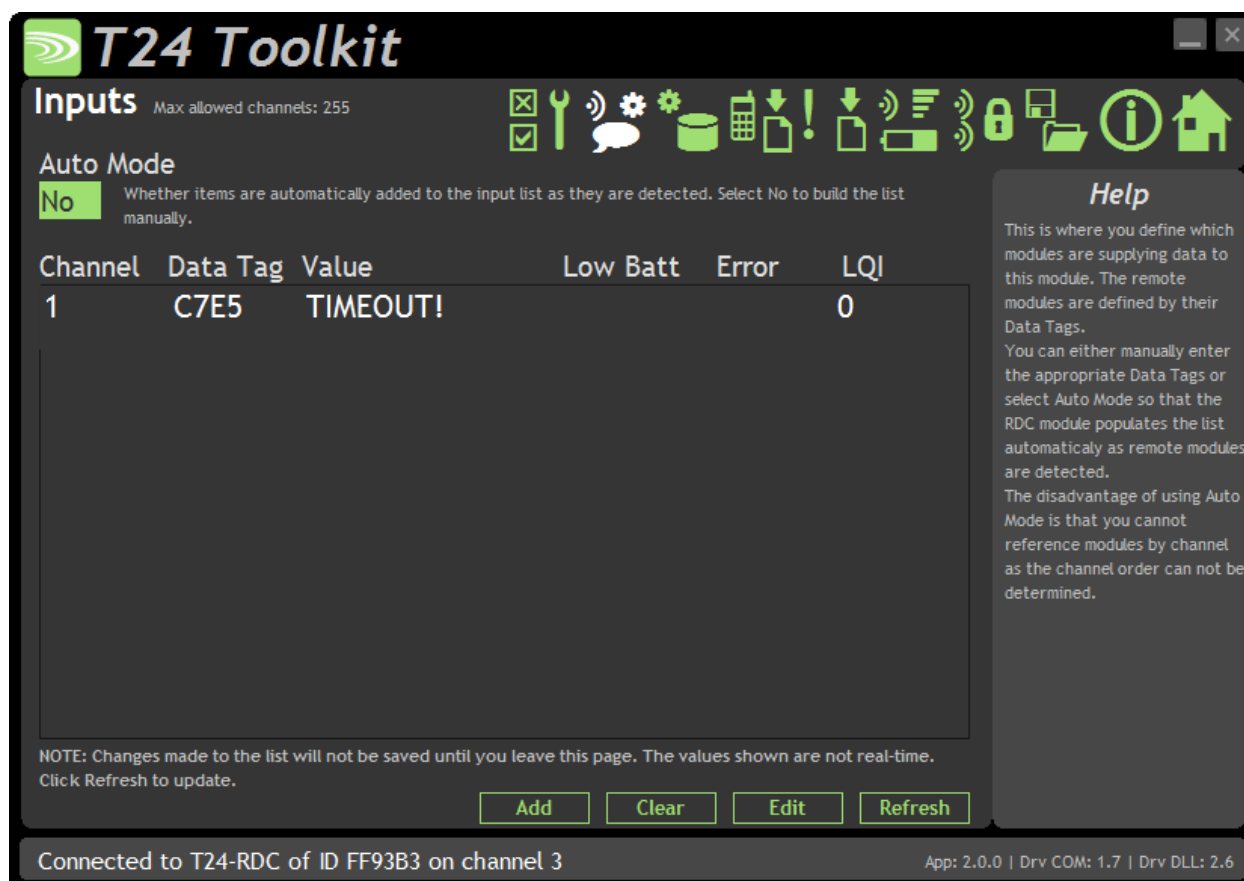 T24 Toolkit
Inputs Max allowed channels: 255
Auto Mode
No
Whether items are automatically added to the input list as they are detected. Select No to build the list
manually.
Channel Data Tag Value Low Batt Error LQI
1 C7E5 TIMEOUT! 0
NOTE: Changes made to the list will not be saved until you leave this page. The values shown are not real-time.
Click Refresh to update.
Add Clear Edit Refresh
Help
This is where you define which
modules are supplying data to
this module. The remote
modules are defined by their
Data Tags.
You can either manually enter
the appropriate Data Tags or
select Auto Mode so that the
RDC module populates the list
automaticaly as remote modules
are detected.
The disadvantage of using Auto
Mode is that you cannot
reference modules by channel
as the channel order can not be
determined.
Connected to T24-RDC of ID FF93B3 on channel 3
App: 2.0.0 | Drv COM: 1.7 | Drv DLL: 2.6